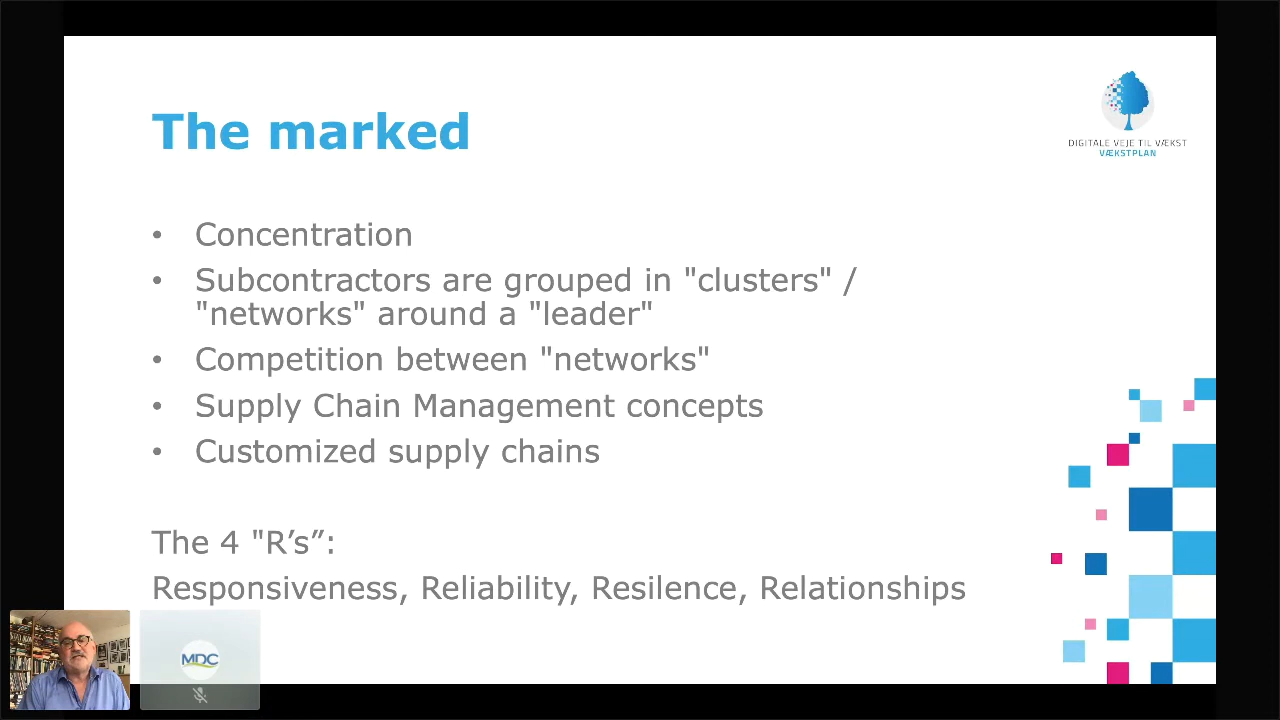 The marked
DIGITALE VEJE TIL VÆKST
VÆKSTPLAN
• Concentration
• Subcontractors are grouped in "clusters" /
"networks" around a "leader"
• Competition between "networks"
• Supply Chain Management concepts
• Customized supply chains
The 4 "R’s”:
Responsiveness, Reliability, Resilence, Relationships
MDC